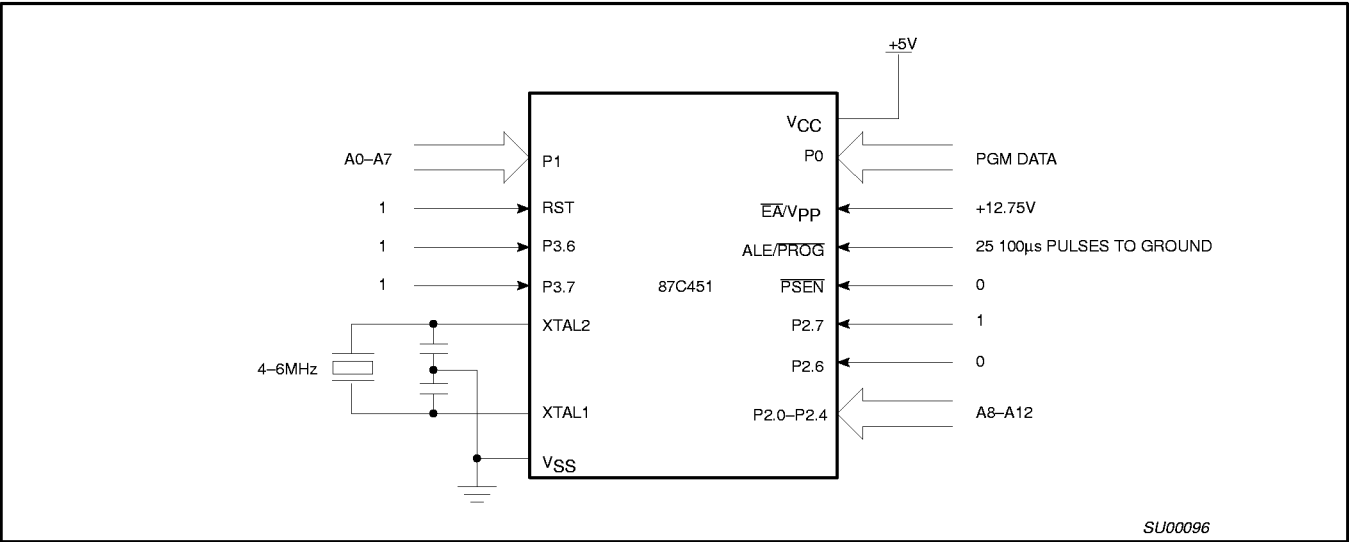 +5V
VCC
A0–A7
P1
P0
PGM DATA
1
RST
EA/VPP
+12.75V
1
P3.6
ALE/PROG
25 100µs PULSES TO GROUND
1
P3.7
87C451
PSEN
0
XTAL2
P2.7
1
4–6MHz
P2.6
0
XTAL1
P2.0–P2.4
A8–A12
VSS
SU00096